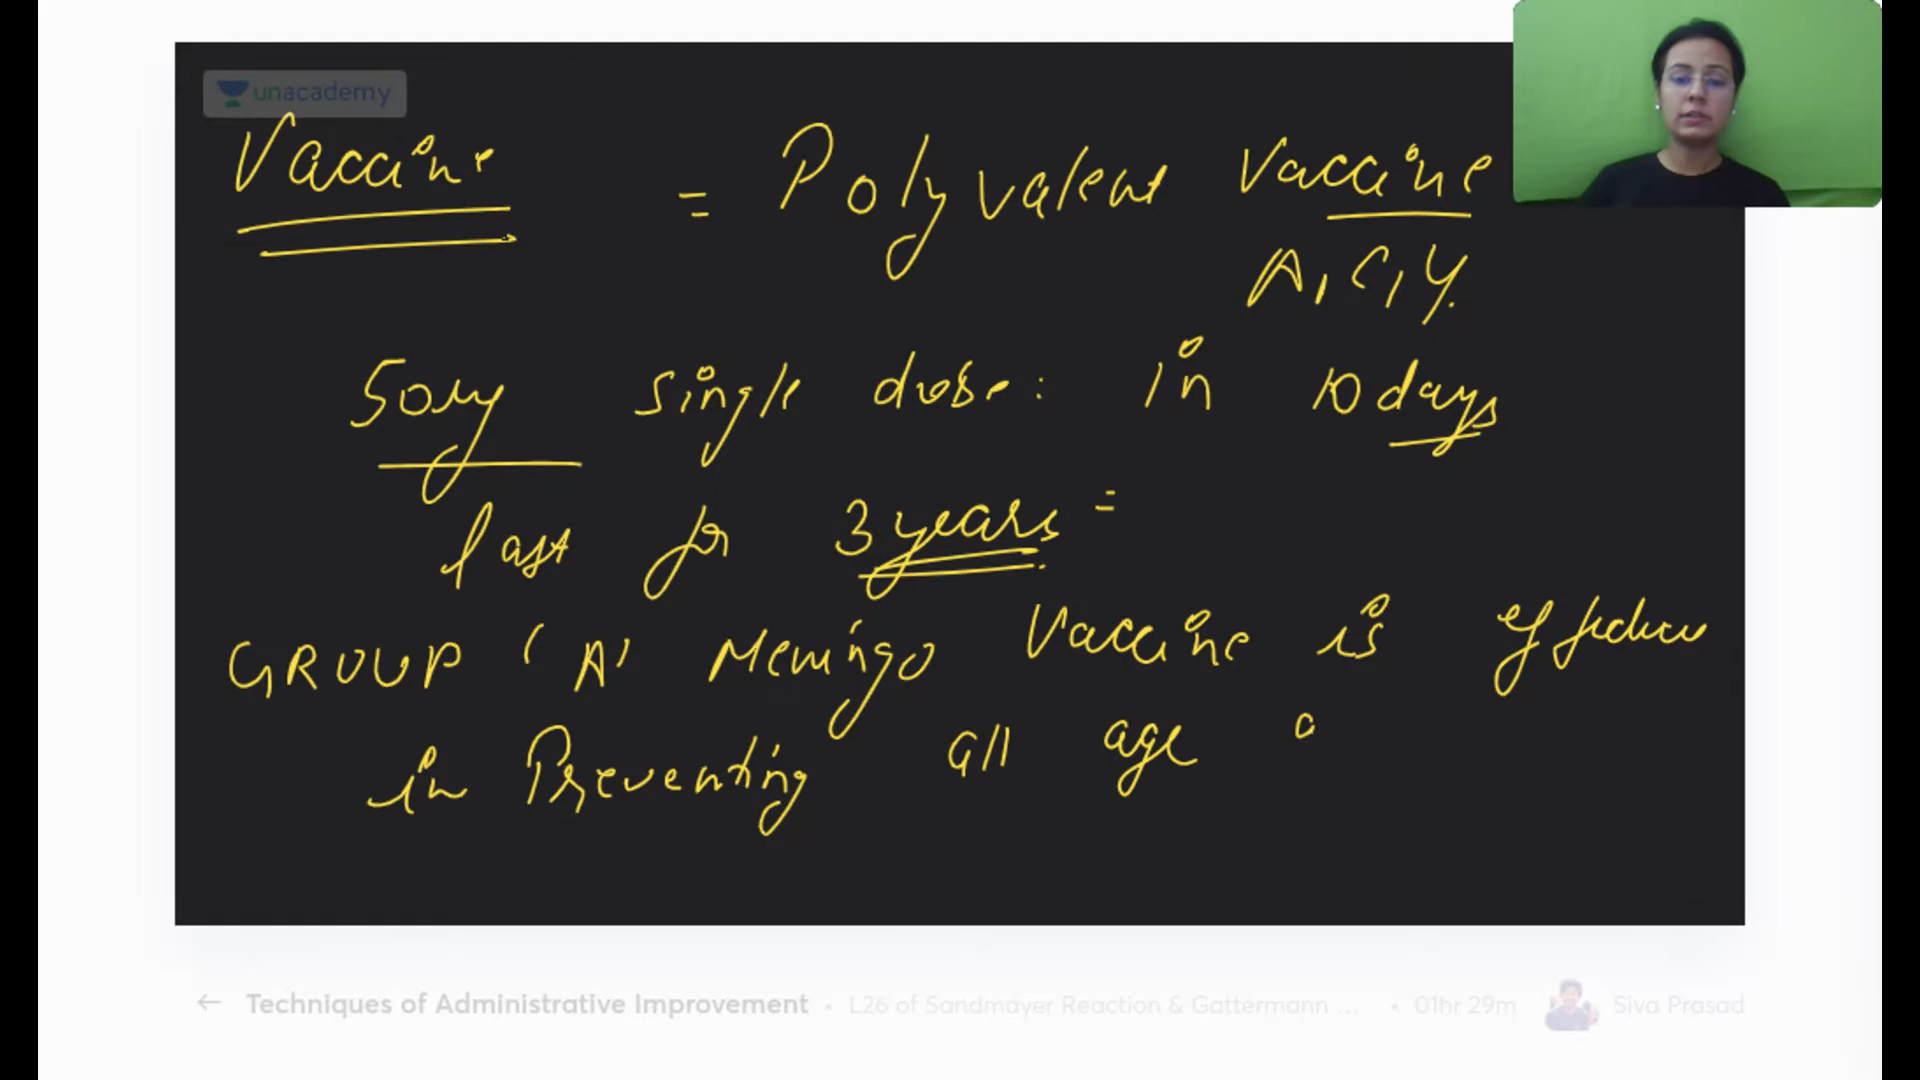 unacademy
Vaccine = Polyvalent Vaccine
A, C, Y.
50μg single dose: in 10 days
last for 3 years =
GROUP 'A' Meningo Vaccine is
in Preventing all age
← Techniques of Administrative Improvement • L26 of Sandmayer Reaction & Gattermann ... • 01hr 29m Siva Prasad